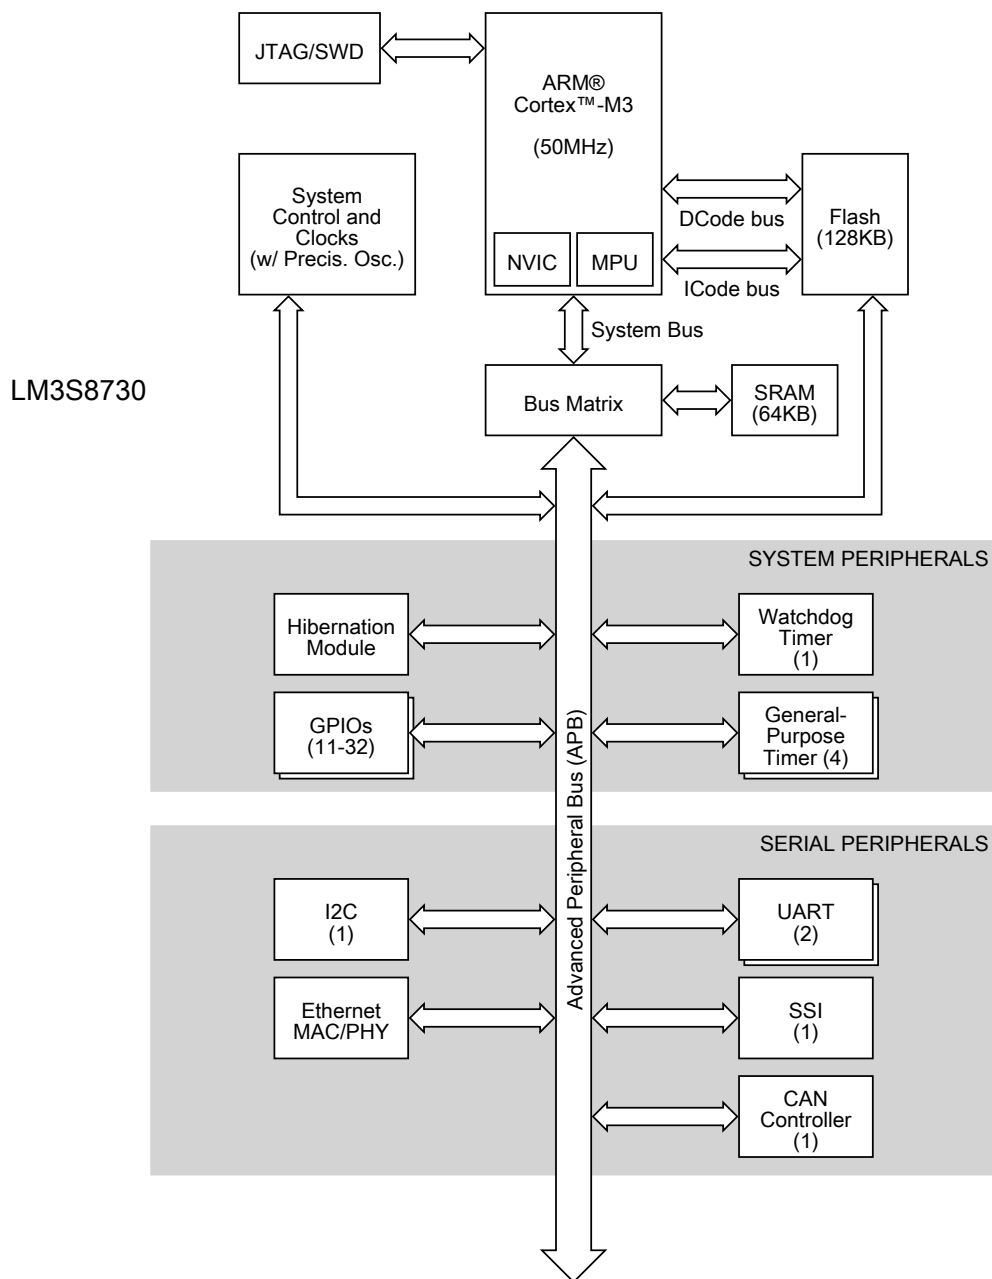 JTAG/SWD
ARM®
Cortex™-M3
(50MHz)
System
Control and
Clocks
(w/ Precis. Osc.)
DCode bus
Flash
(128KB)
NVIC
MPU
ICode bus
System Bus
LM3S8730
Bus Matrix
SRAM
(64KB)
SYSTEM PERIPHERALS
Hibernation
Module
Watchdog
Timer
(1)
GPIOs
(11-32)
General-
Purpose
Timer (4)
Advanced Peripheral Bus (APB)
SERIAL PERIPHERALS
I2C
(1)
UART
(2)
Ethernet
MAC/PHY
SSI
(1)
CAN
Controller
(1)